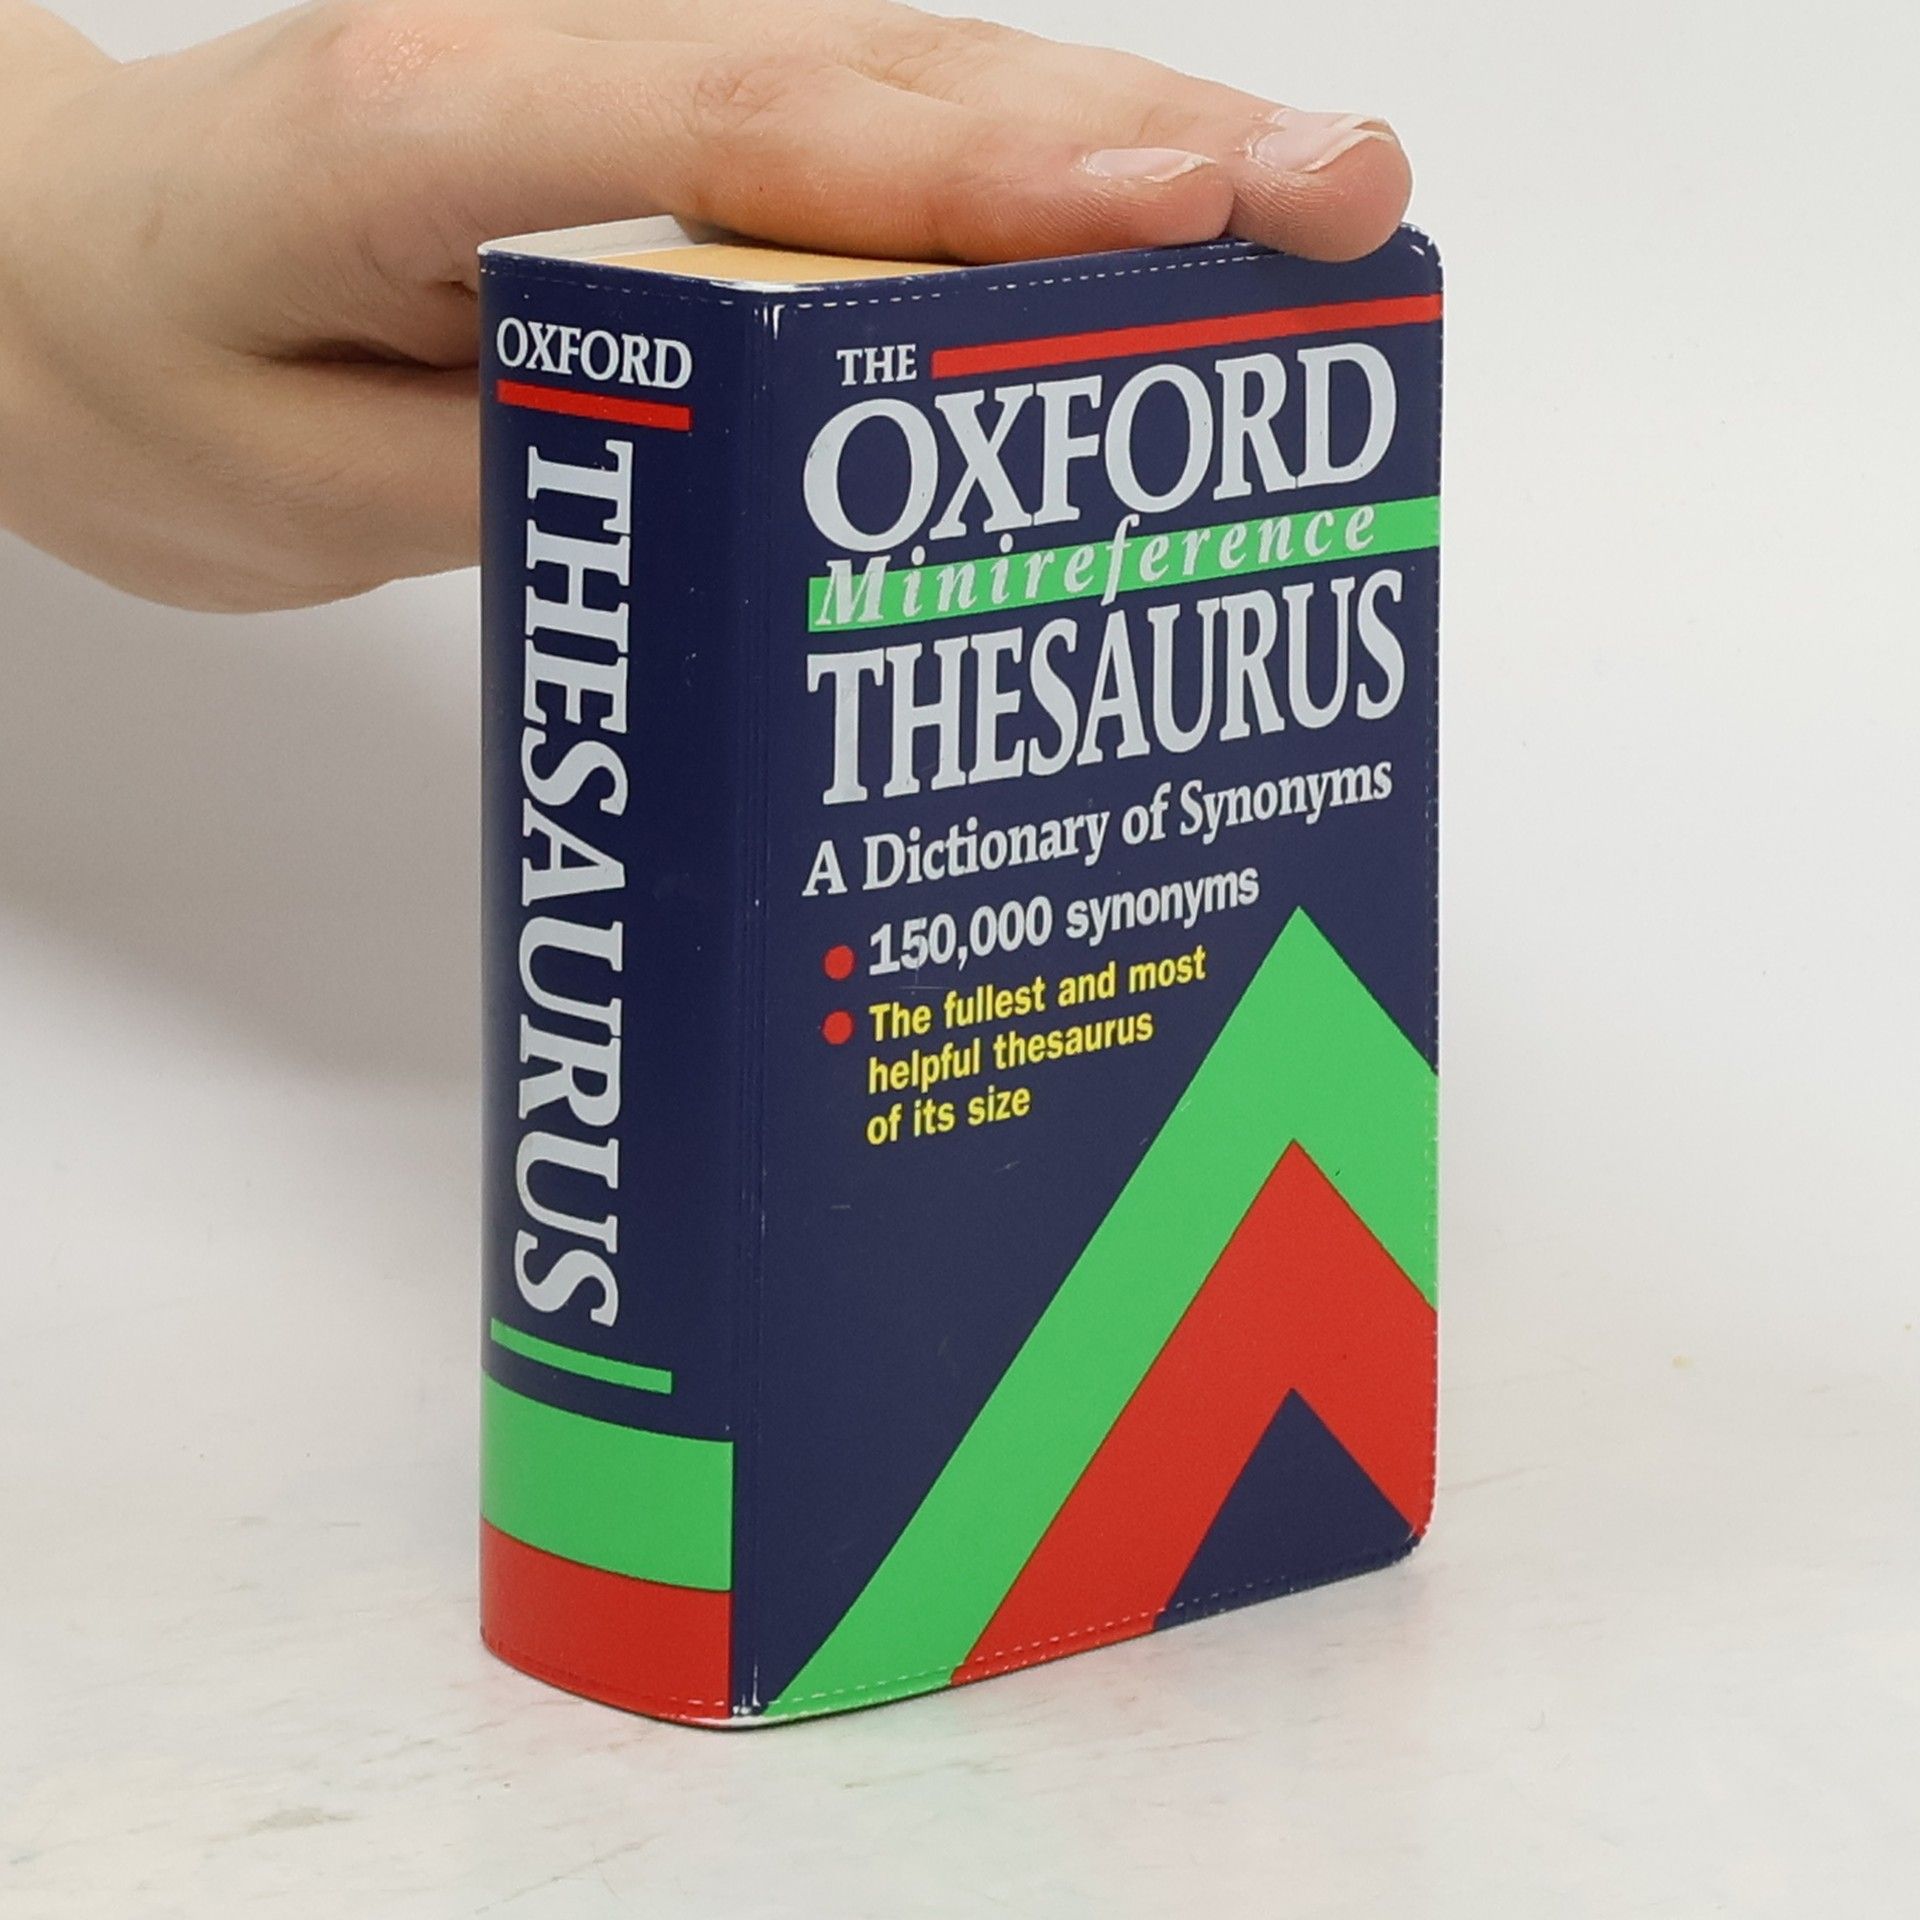 OXFORD
THESAURUS
THE
OXFORD
Minireference
THESAURUS
A Dictionary of Synonyms
150,000 synonyms
The fullest and most
helpful thesaurus
of its size